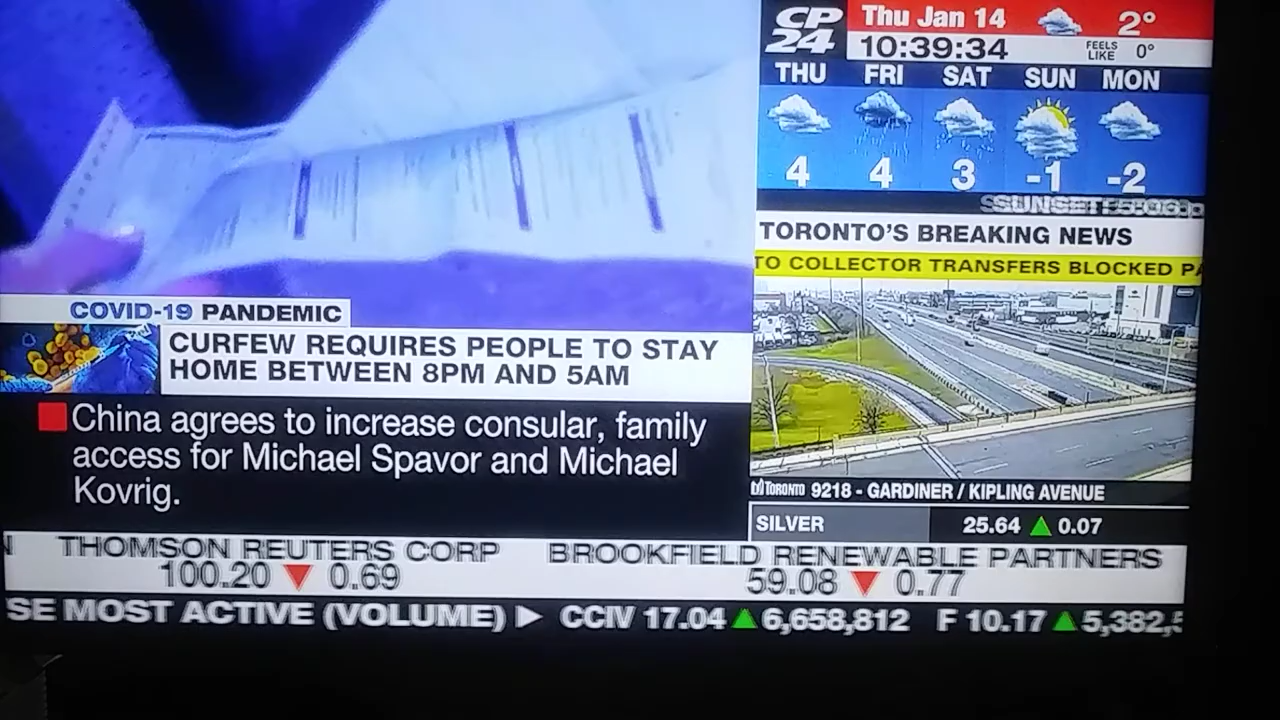 CP
24
Thu Jan 14
2°
10:39:34
FEELS
LIKE
0°
THU FRI SAT SUN MON
4 4 3 -1 -2
TORONTO'S BREAKING NEWS
TO COLLECTOR TRANSFERS BLOCKED
COVID-19 PANDEMIC
CURFEW REQUIRES PEOPLE TO STAY
HOME BETWEEN 8PM AND 5AM
China agrees to increase consular, family
access for Michael Spavor and Michael
Kovrig.
TORONTO 9218 - GARDINER / KIPLING AVENUE
SILVER 25.64 ▲ 0.07
THOMSON REUTERS CORP BROOKFIELD RENEWABLE PARTNERS
100.20 ▼ 0.69 59.08 ▼ 0.77
SE MOST ACTIVE (VOLUME) ▶ CCIV 17.04 ▲ 6,658,812 F 10.17 ▲ 5,382,